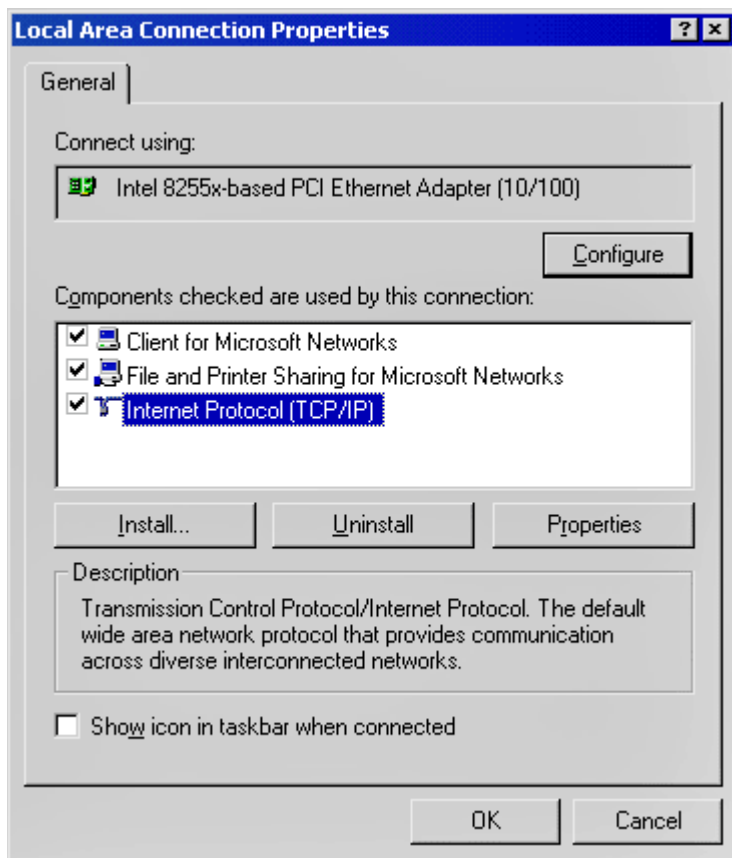 Local Area Connection Properties
General
Connect using:
Intel 8255x-based PCI Ethernet Adapter (10/100)
Configure
Components checked are used by this connection:
Client for Microsoft Networks
File and Printer Sharing for Microsoft Networks
Internet Protocol (TCP/IP)
Install... Uninstall Properties
Description
Transmission Control Protocol/Internet Protocol. The default
wide area network protocol that provides communication
across diverse interconnected networks.
Show icon in taskbar when connected
OK Cancel